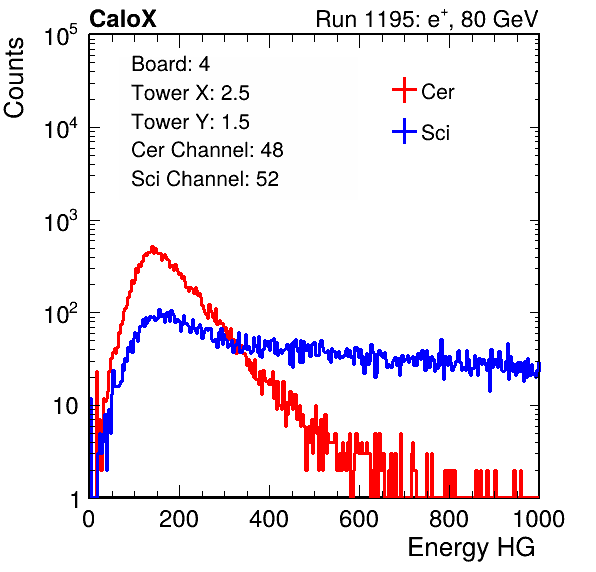 CaloX Run 1195: e⁺, 80 GeV
Counts
Board: 4
Tower X: 2.5
Tower Y: 1.5
Cer Channel: 48
Sci Channel: 52
Cer
Sci
10⁵
10⁴
10³
10²
10
1
0 200 400 600 800 1000
Energy HG